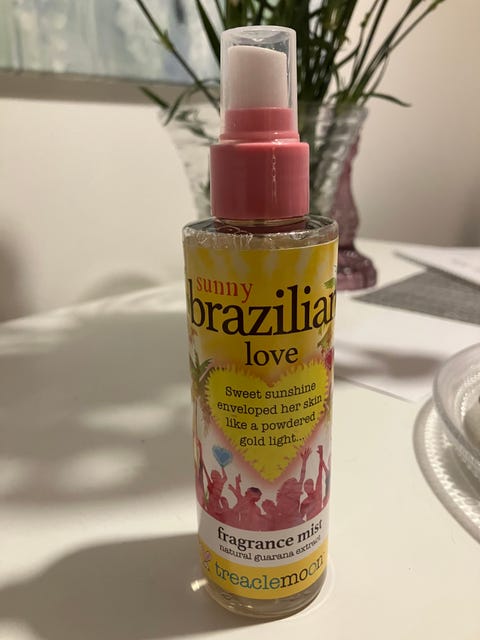 sunny
brazilian
love
Sweet sunshine
enveloped her skin
like a powdered
gold light...
fragrance mist
natural guarana extract
treaclemoon